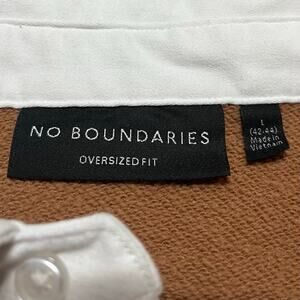 NO BOUNDARIES
OVERSIZED FIT
L
(42-44)
Made in
Vietnam